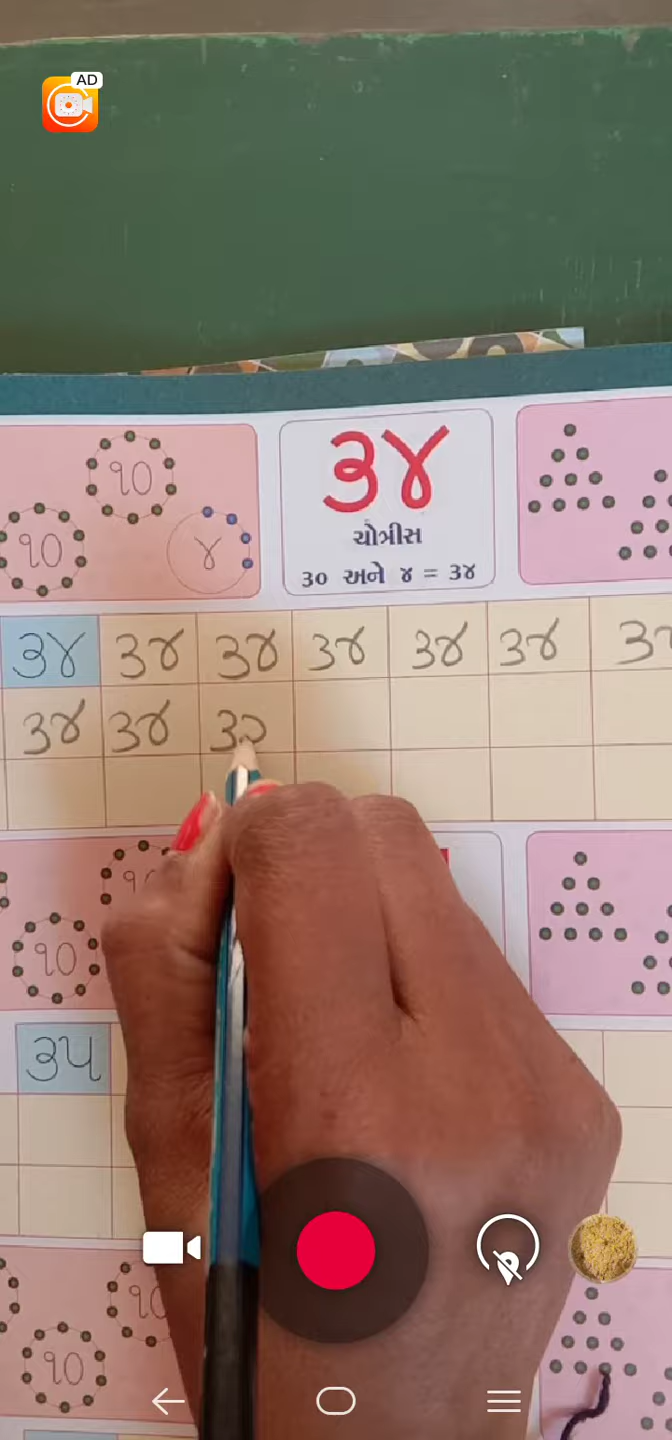 AD
૧૦
૧૦ ૪
૩૪
ચોત્રીસ
૩૦ અને ૪ = ૩૪
૩૪ ૩૪ ૩૪ ૩૪ ૩૪ ૩૪
૩૪ ૩૪
૧૦
૩૫
૧૦
૧૦